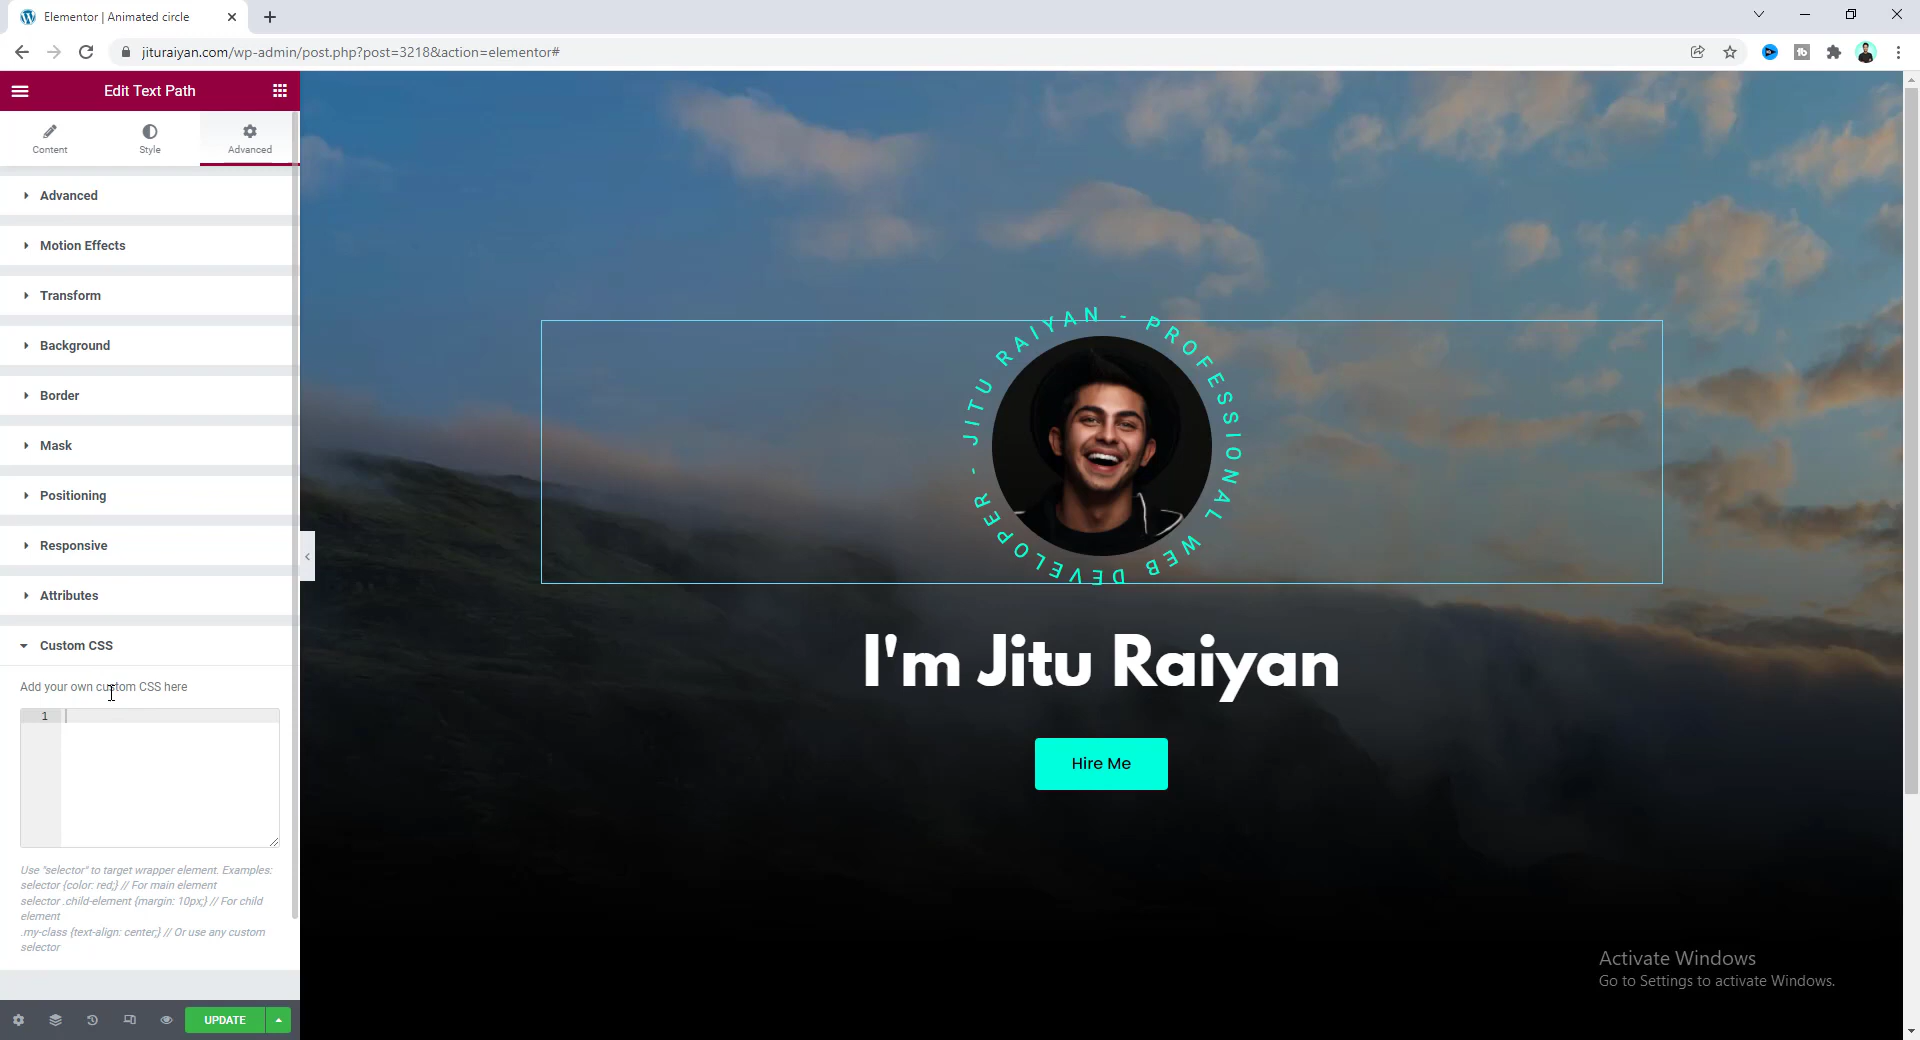 Elementor | Animated circle
jituraiyan.com/wp-admin/post.php?post=3218&action=elementor#
Edit Text Path
Content
Style
Advanced
Advanced
Motion Effects
Transform
Background
Border
Mask
Positioning
Responsive
Attributes
Custom CSS
Add your own custom CSS here
1
Use "selector" to target wrapper element. Examples:
selector {color: red;} // For main element
selector .child-element {margin: 10px;} // For child
element
.my-class {text-align: center;} // Or use any custom
selector
UPDATE
JITU RAIYAN - PROFESSIONAL WEB DEVELOPER -
I'm Jitu Raiyan
Hire Me
Activate Windows
Go to Settings to activate Windows.